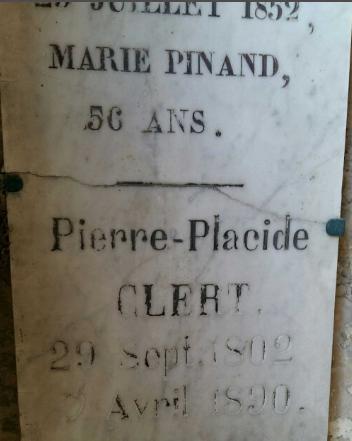 JUILLET 1852,
MARIE PINAND,
56 ANS.
Pierre-Placide
CLERT.
29 Sept. 1802
Avril 1890.